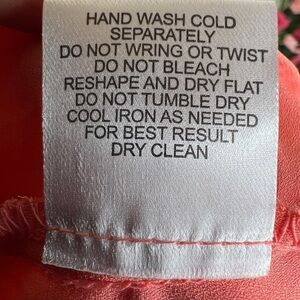 HAND WASH COLD
SEPARATELY
DO NOT WRING OR TWIST
DO NOT BLEACH
RESHAPE AND DRY FLAT
DO NOT TUMBLE DRY
COOL IRON AS NEEDED
FOR BEST RESULT
DRY CLEAN